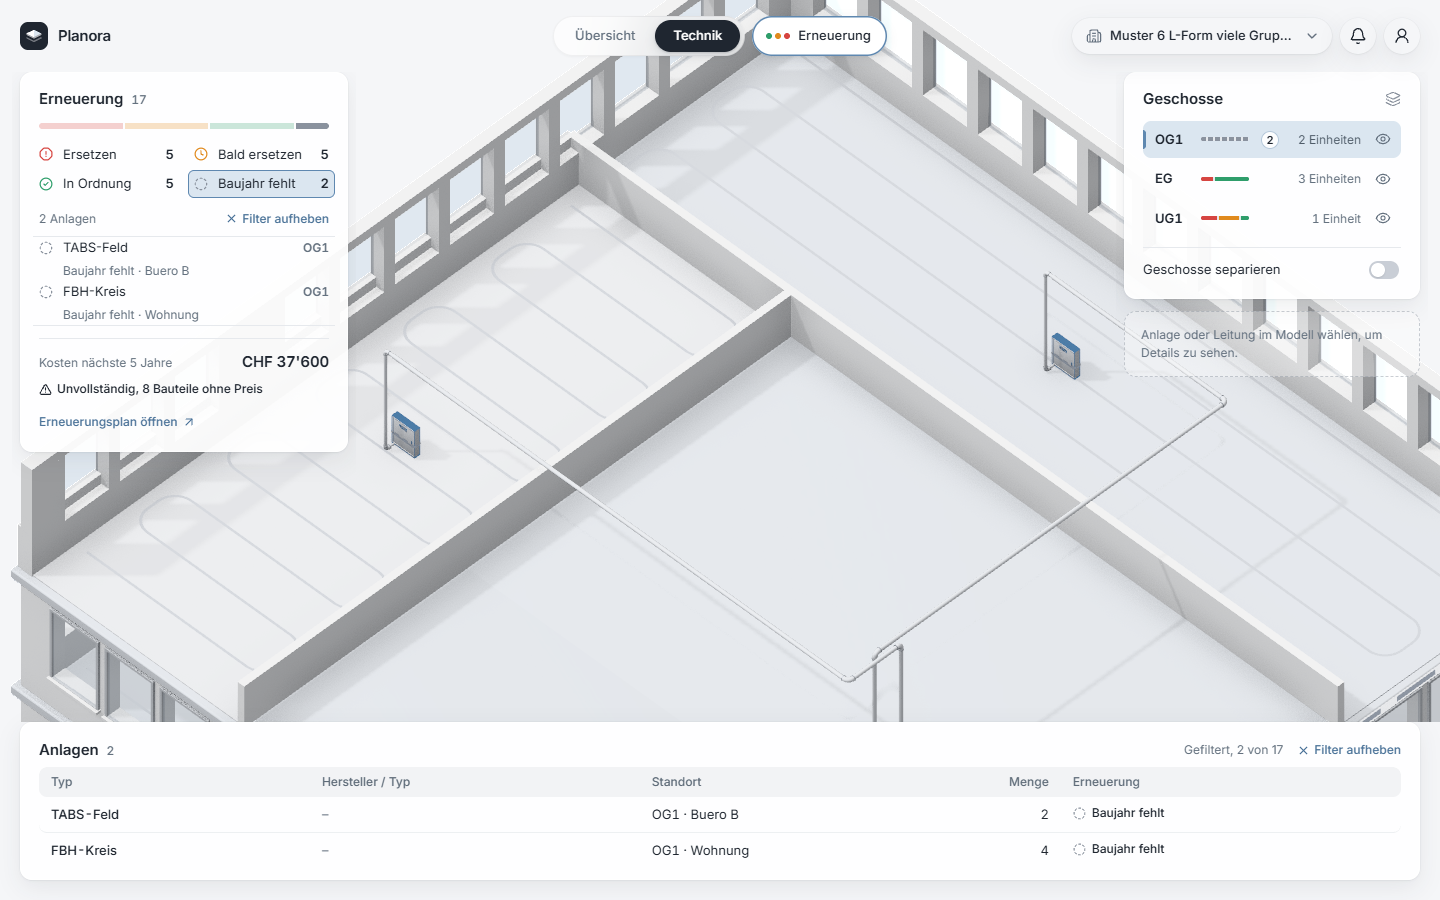 Planora
Übersicht
Technik
Erneuerung
Muster 6 L-Form viele Grup...
Erneuerung 17
Ersetzen 5
Bald ersetzen 5
In Ordnung 5
Baujahr fehlt 2
2 Anlagen
Filter aufheben
TABS-Feld OG1
Baujahr fehlt · Buero B
FBH-Kreis OG1
Baujahr fehlt · Wohnung
Kosten nächste 5 Jahre CHF 37'600
Unvollständig, 8 Bauteile ohne Preis
Erneuerungsplan öffnen
Geschosse
OG1 2 2 Einheiten
EG 3 Einheiten
UG1 1 Einheit
Geschosse separieren
Anlage oder Leitung im Modell wählen, um
Details zu sehen.
Anlagen 2
Gefiltert, 2 von 17
Filter aufheben
Typ Hersteller / Typ Standort Menge Erneuerung
TABS-Feld – OG1 · Buero B 2 Baujahr fehlt
FBH-Kreis – OG1 · Wohnung 4 Baujahr fehlt